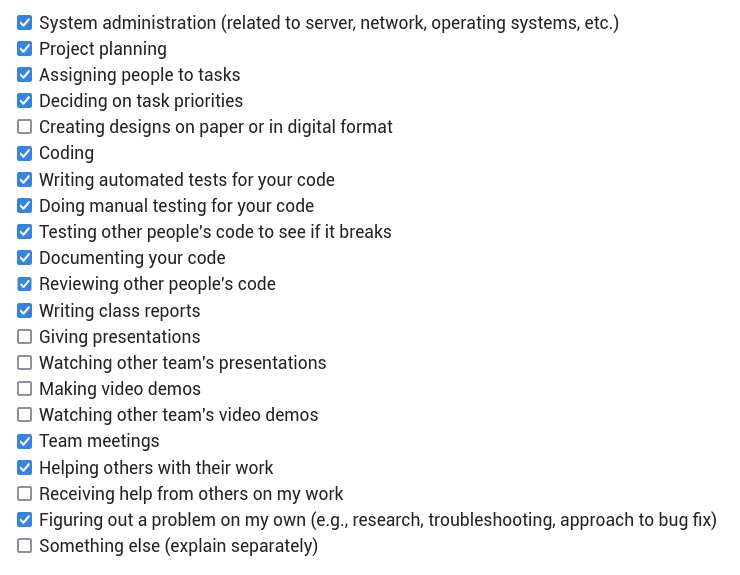 System administration (related to server, network, operating systems, etc.)
Project planning
Assigning people to tasks
Deciding on task priorities
Creating designs on paper or in digital format
Coding
Writing automated tests for your code
Doing manual testing for your code
Testing other people's code to see if it breaks
Documenting your code
Reviewing other people's code
Writing class reports
Giving presentations
Watching other team's presentations
Making video demos
Watching other team's video demos
Team meetings
Helping others with their work
Receiving help from others on my work
Figuring out a problem on my own (e.g., research, troubleshooting, approach to bug fix)
Something else (explain separately)